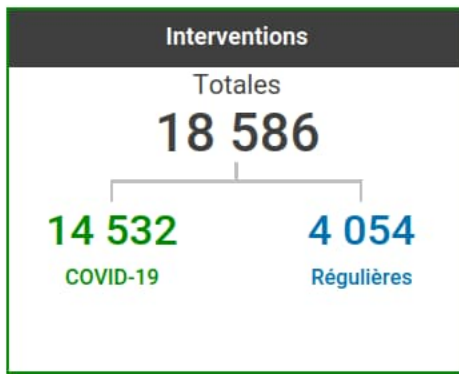 Interventions
Totales
18 586
14 532 4 054
COVID-19 Régulières